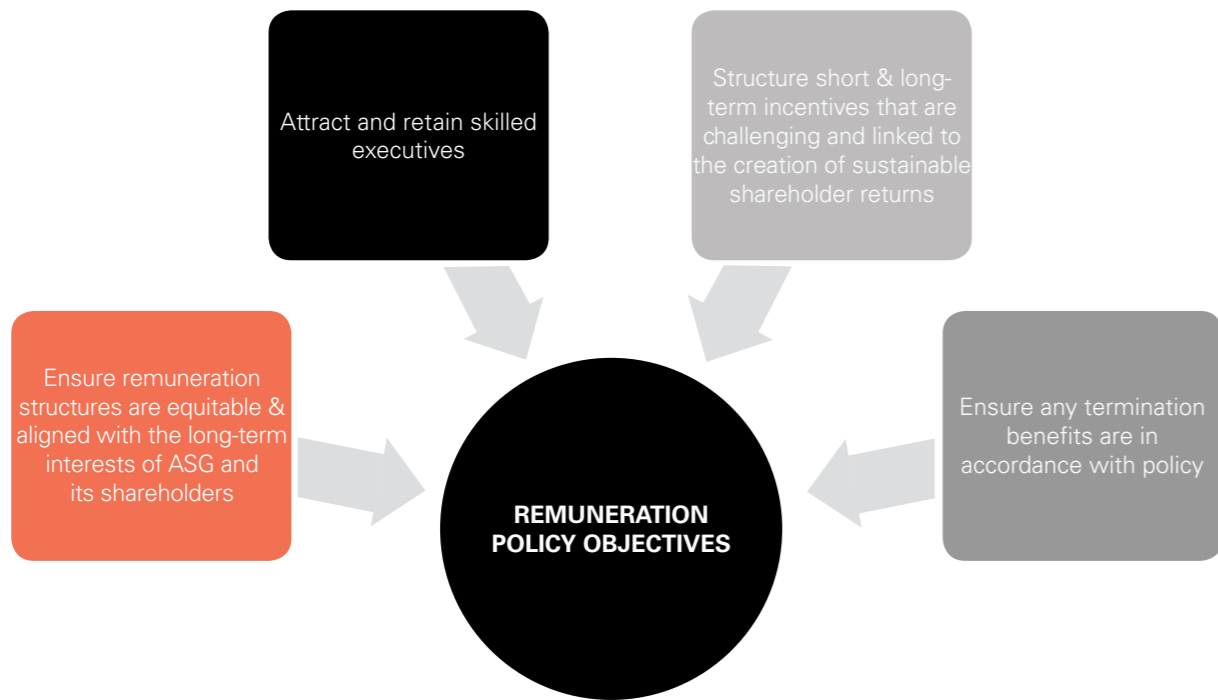 Attract and retain skilled
executives
Structure short & long-
term incentives that are
challenging and linked to
the creation of sustainable
shareholder returns
Ensure remuneration
structures are equitable &
aligned with the long-term
interests of ASG and
its shareholders
Ensure any termination
benefits are in
accordance with policy
REMUNERATION
POLICY OBJECTIVES